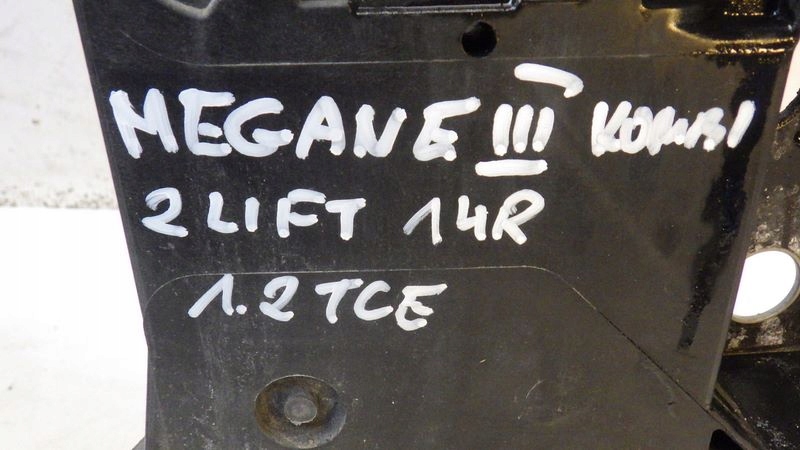 MEGANE III KOMBI
2 LIFT 14R
1.2 TCE